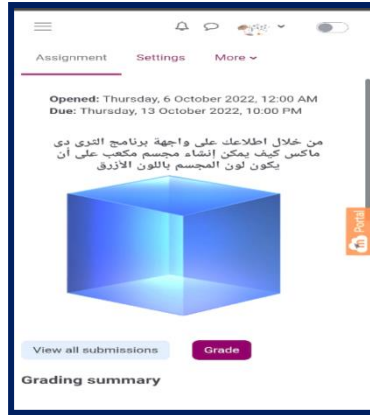 Assignment Settings More
Opened: Thursday, 6 October 2022, 12:00 AM
Due: Thursday, 13 October 2022, 10:00 PM
من خلال اطلاعك على واجهة برنامج الثرى دى
ماكس كيف يمكن إنشاء مجسم مكعب على أن
يكون لون المجسم باللون الأزرق
Portal
View all submissions Grade
Grading summary